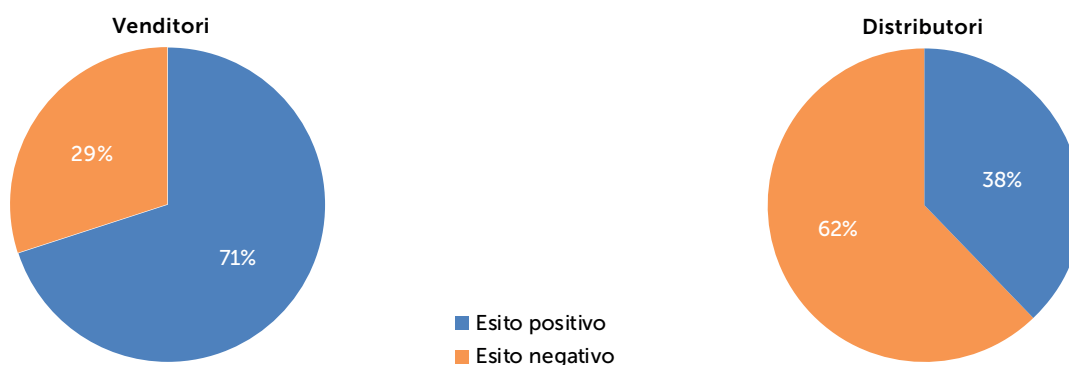 Venditori
29%
71%
Distributori
38%
62%
Esito positivo
Esito negativo